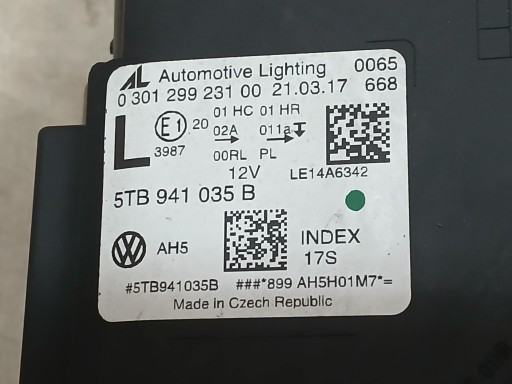 AL Automotive Lighting 0065
0 301 299 231 00 21.03.17 668
L E1 20 01 HC 01 HR
02A 011a
3987 00RL PL
12V LE14A6342
5TB 941 035 B
VW AH5 INDEX
17S
#5TB941035B ###*899 AH5H01M7*=
Made in Czech Republic